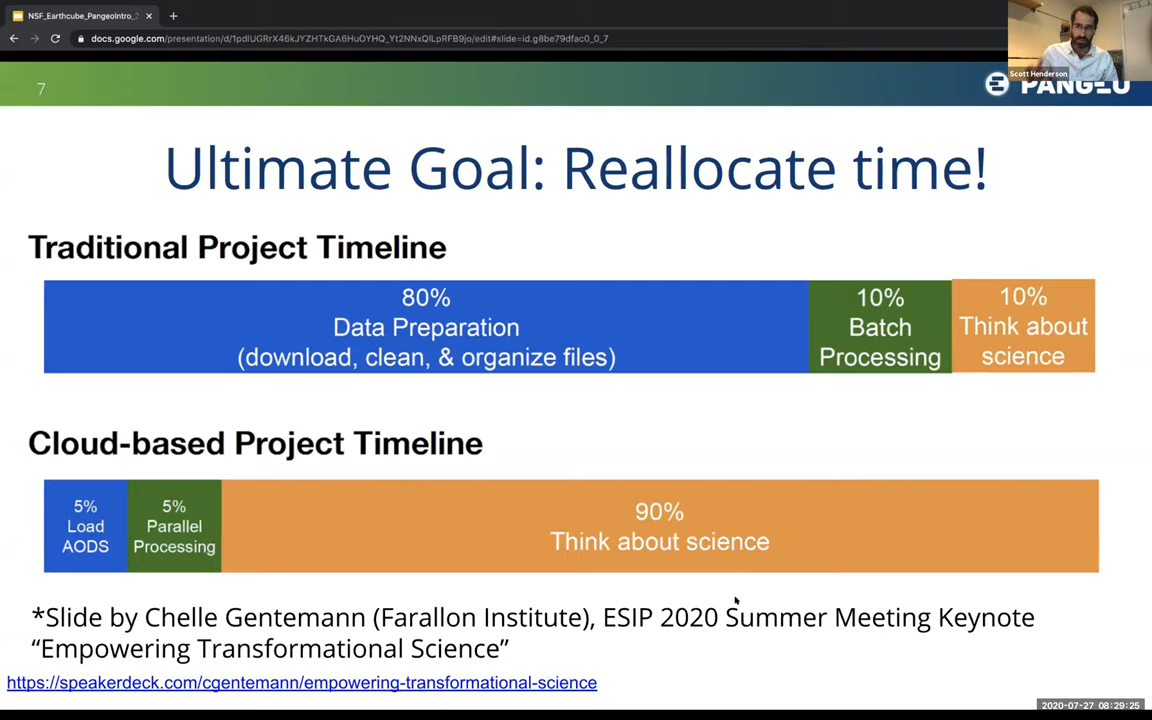 NSF_Earthcube_PangeoIntro_2
docs.google.com/presentation/d/1pdlUGRrX46kJYZHTkGA6HuOYHQ_Yt2NNxQILpRFB9jo/edit#slide=id.g8be79dfac0_0_7
Scott Henderson
7
PANGEO
Ultimate Goal: Reallocate time!
Traditional Project Timeline
80%
Data Preparation
(download, clean, & organize files)
10%
Batch
Processing
10%
Think about
science
Cloud-based Project Timeline
5%
Load
AODS
5%
Parallel
Processing
90%
Think about science
*Slide by Chelle Gentemann (Farallon Institute), ESIP 2020 Summer Meeting Keynote
“Empowering Transformational Science”
https://speakerdeck.com/cgentemann/empowering-transformational-science
2020-07-27 08:29:25